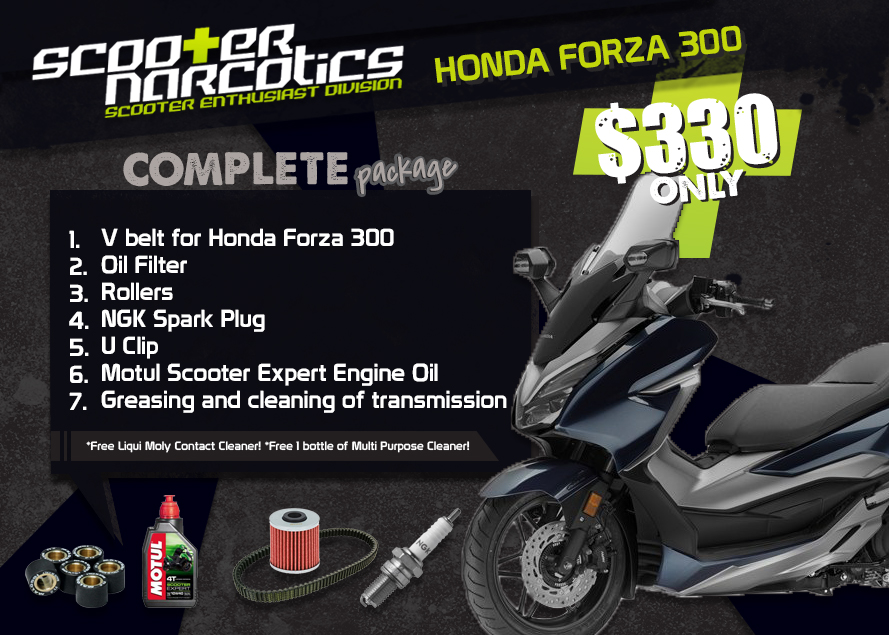 SCOOTER
NARCOTICS
SCOOTER ENTHUSIAST DIVISION
HONDA FORZA 300
$330
ONLY
COMPLETE package
1. V belt for Honda Forza 300
2. Oil Filter
3. Rollers
4. NGK Spark Plug
5. U Clip
6. Motul Scooter Expert Engine Oil
7. Greasing and cleaning of transmission
*Free Liqui Moly Contact Cleaner! *Free 1 bottle of Multi Purpose Cleaner!
HONDA
MOTUL
4T
SCOOTER
EXPERT
NGK